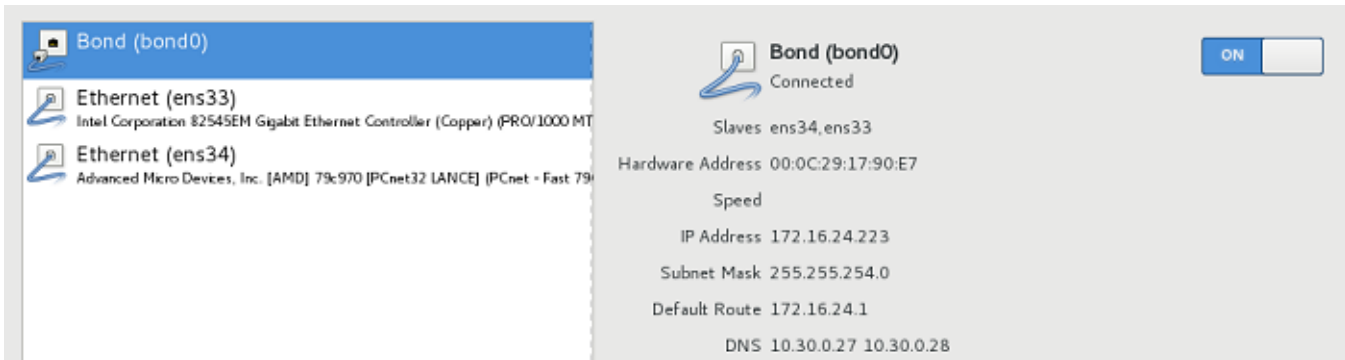 Bond (bond0)
Ethernet (ens33)
Intel Corporation 82545EM Gigabit Ethernet Controller (Copper) (PRO/1000 MT
Ethernet (ens34)
Advanced Micro Devices, Inc. [AMD] 79c970 [PCnet32 LANCE] (PCnet - Fast 79
Bond (bond0)
ON
Connected
Slaves ens34,ens33
Hardware Address 00:0C:29:17:90:E7
Speed
IP Address 172.16.24.223
Subnet Mask 255.255.254.0
Default Route 172.16.24.1
DNS 10.30.0.27 10.30.0.28